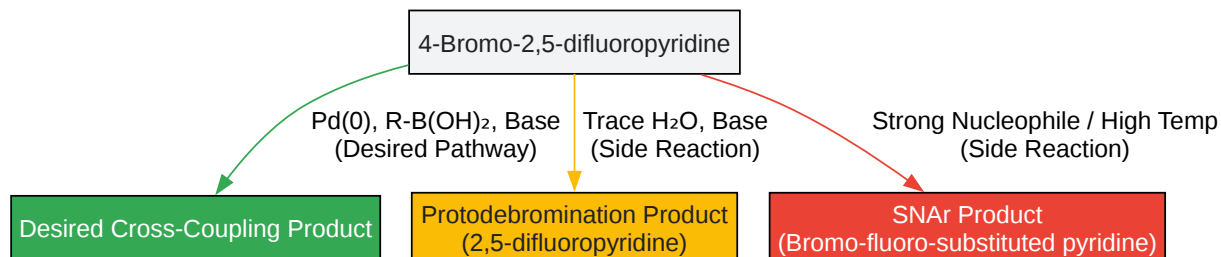 4-Bromo-2,5-difluoropyridine
Pd(0), R-B(OH)₂, Base
(Desired Pathway)
Trace H₂O, Base
(Side Reaction)
Strong Nucleophile / High Temp
(Side Reaction)
Desired Cross-Coupling Product
Protodebromination Product
(2,5-difluoropyridine)
SNAr Product
(Bromo-fluoro-substituted pyridine)